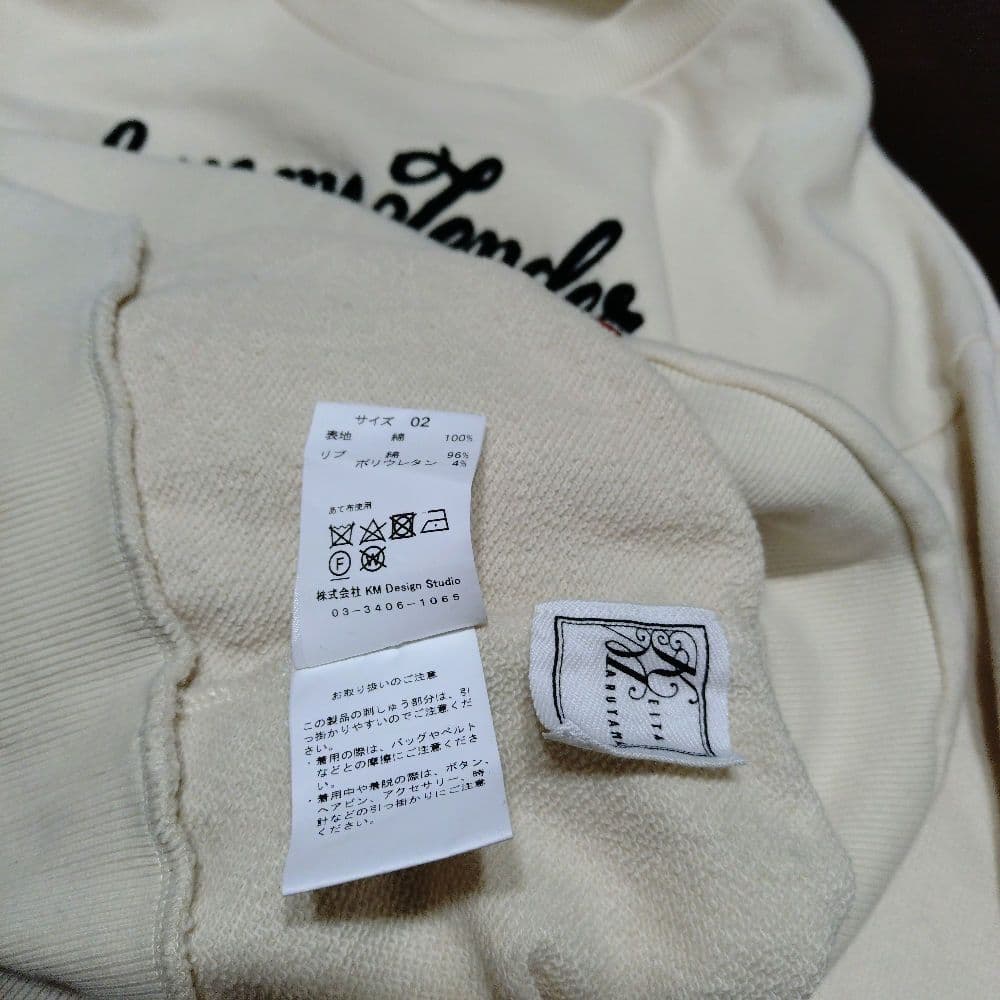 Love me Tender
サイズ 02
表地 綿 100%
リブ 綿 96%
ポリウレタン 4%
あて布使用
F W
株式会社 KM Design Studio
03-3406-1065
お取り扱いのご注意
この製品の刺しゅう部分は、引
っ掛かりやすいのでご注意くだ
さい。
・着用の際は、バッグやベルト
などとの摩擦にご注意くださ
い。
・着用中や着脱の際は、ボタン、
ヘアピン、アクセサリー、時
計などの引っ掛かりにご注意
ください。
KEITA
MARUYAMA